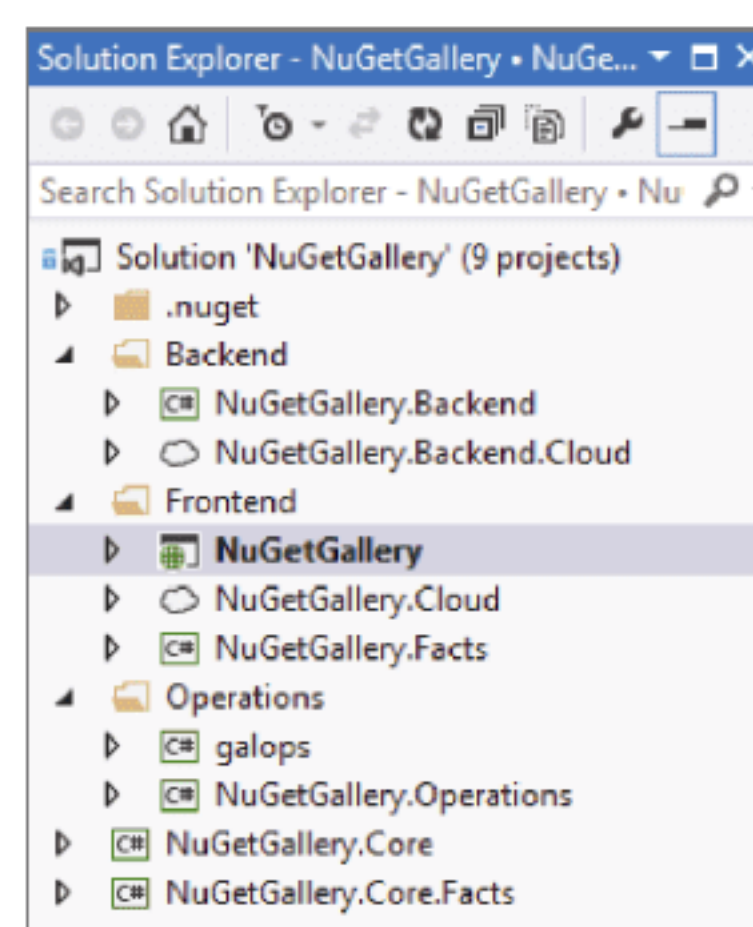 Solution Explorer - NuGetGallery • NuGe...
Search Solution Explorer - NuGetGallery • Nu
Solution 'NuGetGallery' (9 projects)
.nuget
Backend
C# NuGetGallery.Backend
NuGetGallery.Backend.Cloud
Frontend
NuGetGallery
NuGetGallery.Cloud
C# NuGetGallery.Facts
Operations
C# galops
C# NuGetGallery.Operations
C# NuGetGallery.Core
C# NuGetGallery.Core.Facts